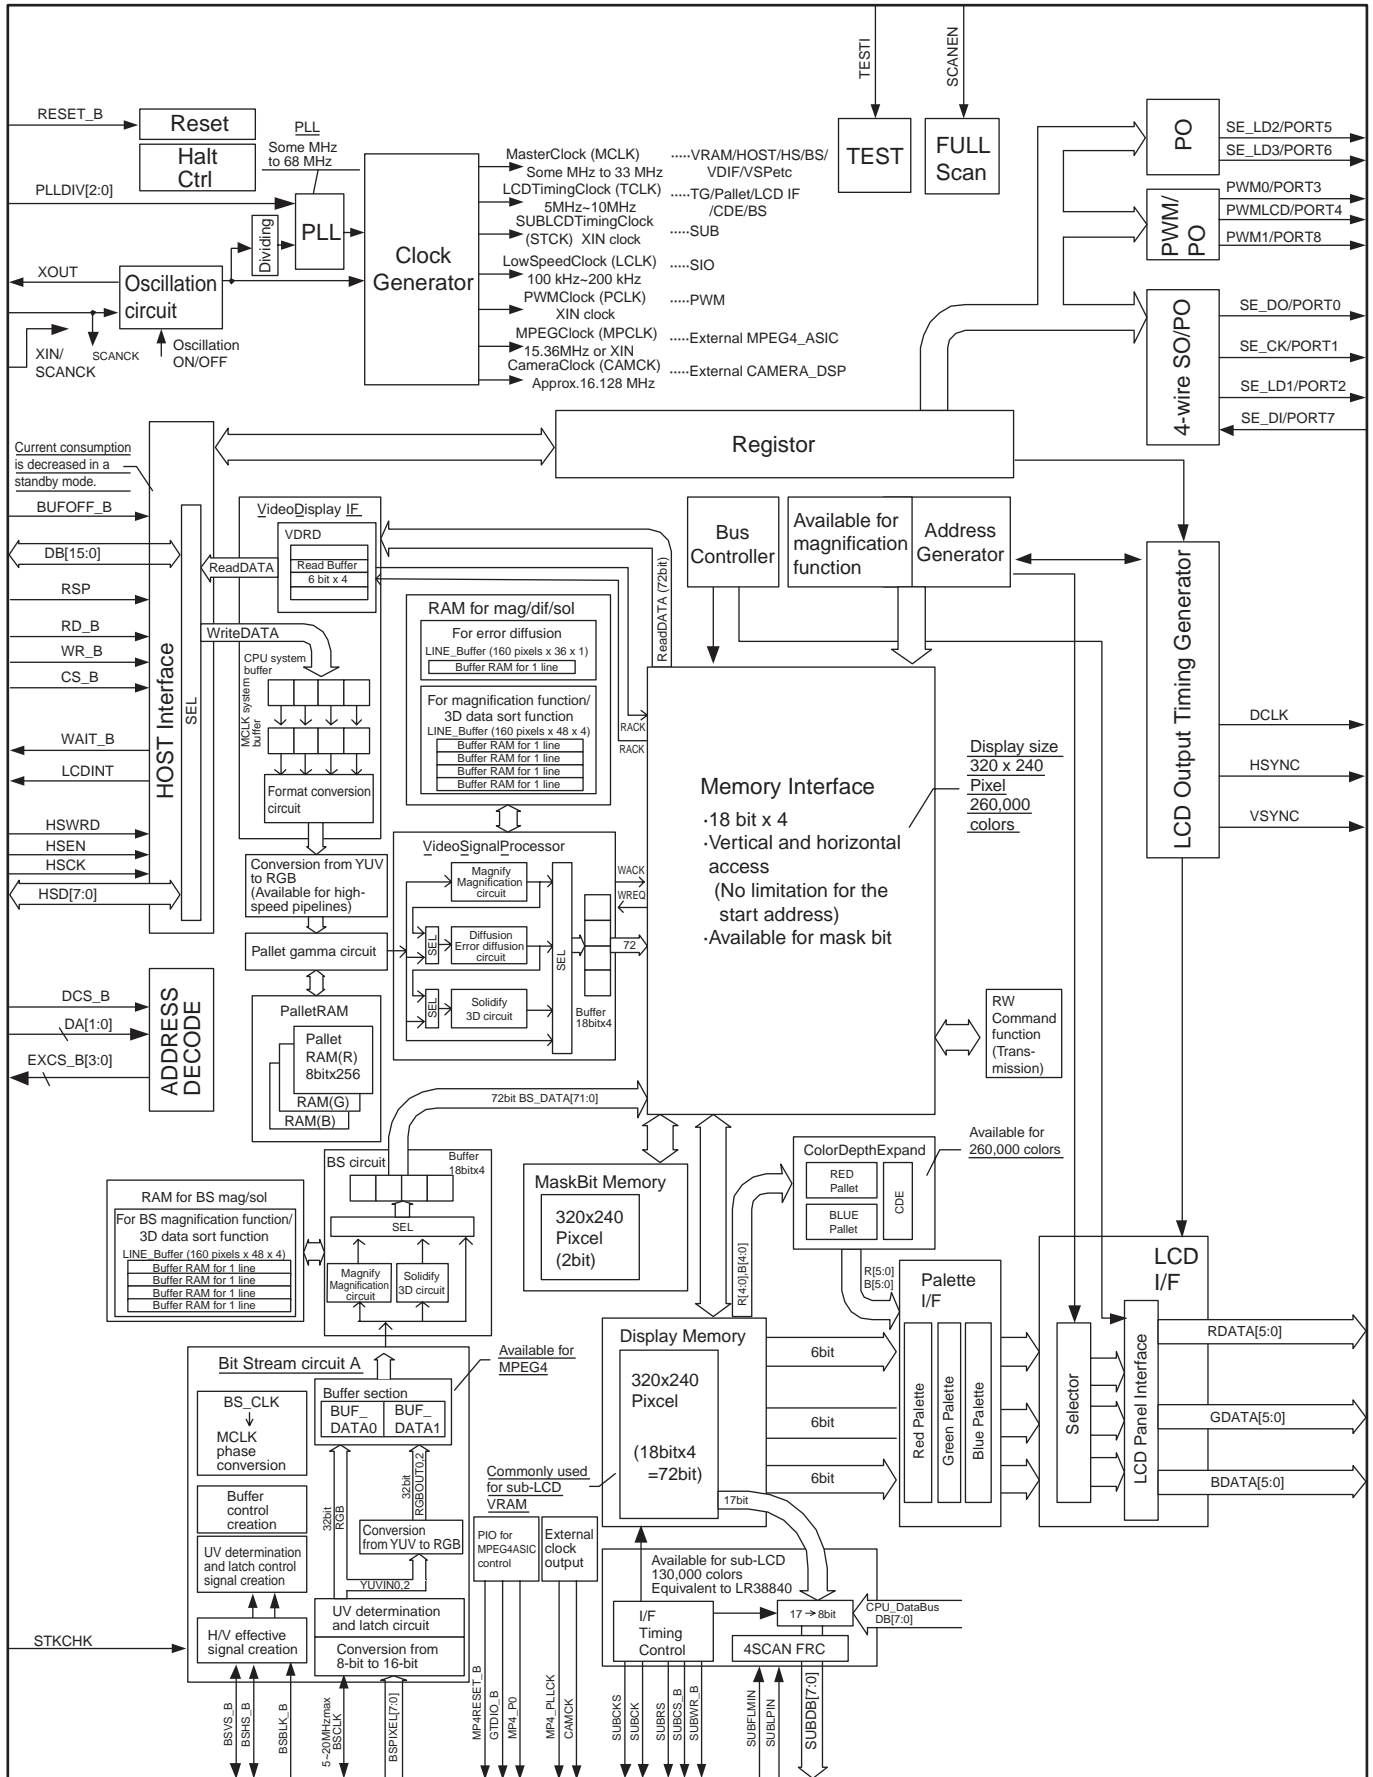 TESTI
SCANEN
RESET_B
Reset
Halt
Ctrl
PLL
Some MHz
to 68 MHz
PLLDIV[2:0]
PLL
Dividing
XOUT
Oscillation
circuit
XIN/
SCANCK
SCANCK
Oscillation
ON/OFF
Clock
Generator
MasterClock (MCLK)
Some MHz to 33 MHz
·····VRAM/HOST/HS/BS/
VDIF/VSPetc
LCDTimingClock (TCLK)
5MHz~10MHz
·····TG/Pallet/LCD IF
/CDE/BS
SUBLCDTimingClock
(STCK) XIN clock
·····SUB
LowSpeedClock (LCLK)
100 kHz~200 kHz
·····SIO
PWMClock (PCLK)
XIN clock
·····PWM
MPEGClock (MPCLK)
15.36MHz or XIN
·····External MPEG4_ASIC
CameraClock (CAMCK)
Approx.16.128 MHz
·····External CAMERA_DSP
TEST
FULL
Scan
PO
SE_LD2/PORT5
SE_LD3/PORT6
PWM/
PO
PWM0/PORT3
PWMLCD/PORT4
PWM1/PORT8
4-wire SO/PO
SE_DO/PORT0
SE_CK/PORT1
SE_LD1/PORT2
SE_DI/PORT7
Registor
Current consumption
is decreased in a
standby mode.
BUFOFF_B
DB[15:0]
RSP
RD_B
WR_B
CS_B
WAIT_B
LCDINT
HSWRD
HSEN
HSCK
HSD[7:0]
HOST Interface
SEL
VideoDisplay IF
VDRD
Read Buffer
6 bit x 4
ReadDATA
WriteDATA
CPU system
buffer
MCLK system
buffer
Format conversion
circuit
Conversion from YUV
to RGB
(Available for high-
speed pipelines)
Pallet gamma circuit
PalletRAM
Pallet
RAM(R)
8bitx256
RAM(G)
RAM(B)
DCS_B
DA[1:0]
EXCS_B[3:0]
ADDRESS
DECODE
RAM for mag/dif/sol
For error diffusion
LINE_Buffer (160 pixels x 36 x 1)
Buffer RAM for 1 line
For magnification function/
3D data sort function
LINE_Buffer (160 pixels x 48 x 4)
Buffer RAM for 1 line
Buffer RAM for 1 line
Buffer RAM for 1 line
Buffer RAM for 1 line
VideoSignalProcessor
Magnify
Magnification
circuit
SEL
Diffusion
Error diffusion
circuit
SEL
Solidify
3D circuit
SEL
Buffer
18bitx4
WACK
WREQ
72
ReadDATA (72bit)
RACK
RACK
Bus
Controller
Available for
magnification
function
Address
Generator
Memory Interface
·18 bit x 4
·Vertical and horizontal
access
(No limitation for the
start address)
·Available for mask bit
Display size
320 x 240
Pixel
260,000
colors
RW
Command
function
(Trans-
mission)
LCD Output Timing Generator
DCLK
HSYNC
VSYNC
72bit BS_DATA[71:0]
BS circuit
Buffer
18bitx4
SEL
Magnify
Magnification
circuit
Solidify
3D circuit
RAM for BS mag/sol
For BS magnification function/
3D data sort function
LINE_Buffer (160 pixels x 48 x 4)
Buffer RAM for 1 line
Buffer RAM for 1 line
Buffer RAM for 1 line
Buffer RAM for 1 line
MaskBit Memory
320x240
Pixcel
(2bit)
R[4:0],B[4:0]
ColorDepthExpand
RED
Pallet
BLUE
Pallet
CDE
Available for
260,000 colors
R[5:0]
B[5:0]
Palette
I/F
Red Palette
Green Palette
Blue Palette
LCD
I/F
Selector
LCD Panel Interface
RDATA[5:0]
GDATA[5:0]
BDATA[5:0]
Display Memory
320x240
Pixcel
(18bitx4
=72bit)
6bit
6bit
6bit
17bit
Bit Stream circuit A
Available for
MPEG4
BS_CLK
MCLK
phase
conversion
Buffer
control
creation
UV determination
and latch control
signal creation
H/V effective
signal creation
Buffer section
BUF_
DATA0
BUF_
DATA1
32bit
RGB
32bit
RGBOUT0,2
Conversion
from YUV to RGB
YUVIN0,2
UV determination
and latch circuit
Conversion from
8-bit to 16-bit
Commonly used
for sub-LCD
VRAM
PIO for
MPEG4ASIC
control
External
clock
output
Available for sub-LCD
130,000 colors
Equivalent to LR38840
I/F
Timing
Control
17→8bit
4SCAN FRC
CPU_DataBus
DB[7:0]
STKCHK
BSVS_B
BSHS_B
BSBLK_B
5~20MHzmax
BSCLK
BSPIXEL[7:0]
MP4RESET_B
GTDIO_B
MP4_P0
MP4_PLLCK
CAMCK
SUBCKS
SUBCK
SUBRS
SUBCS_B
SUBWR_B
SUBFLMIN
SUBLPIN
SUBDB[7:0]